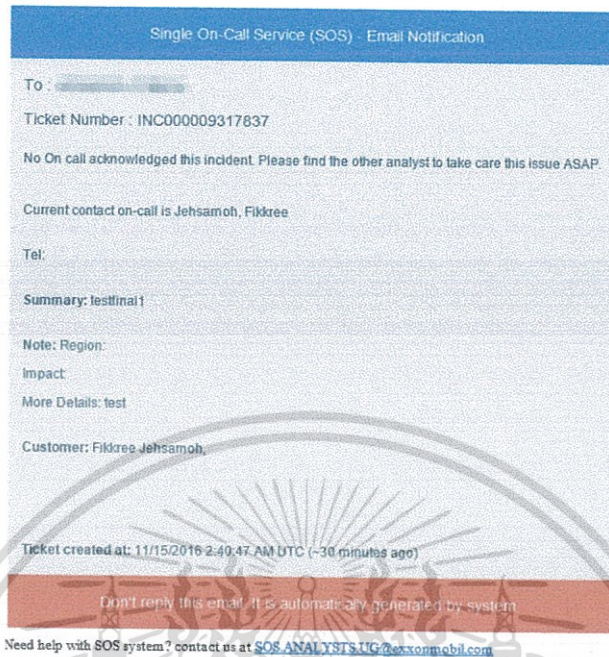 Single On-Call Service (SOS) - Email Notification
To :
Ticket Number : INC000009317837
No On call acknowledged this incident. Please find the other analyst to take care this issue ASAP.
Current contact on-call is Jehsamoh, Fikkree
Tel:
Summary: testfinal1
Note: Region:
Impact:
More Details: test
Customer: Fikkree Jehsamoh,
Ticket created at: 11/15/2016 2:40:47 AM UTC (~30 minutes ago)
Don't reply this email. It is automatically generated by system
Need help with SOS system? contact us at SOS.ANALYSTS.UG@exxonmobil.com